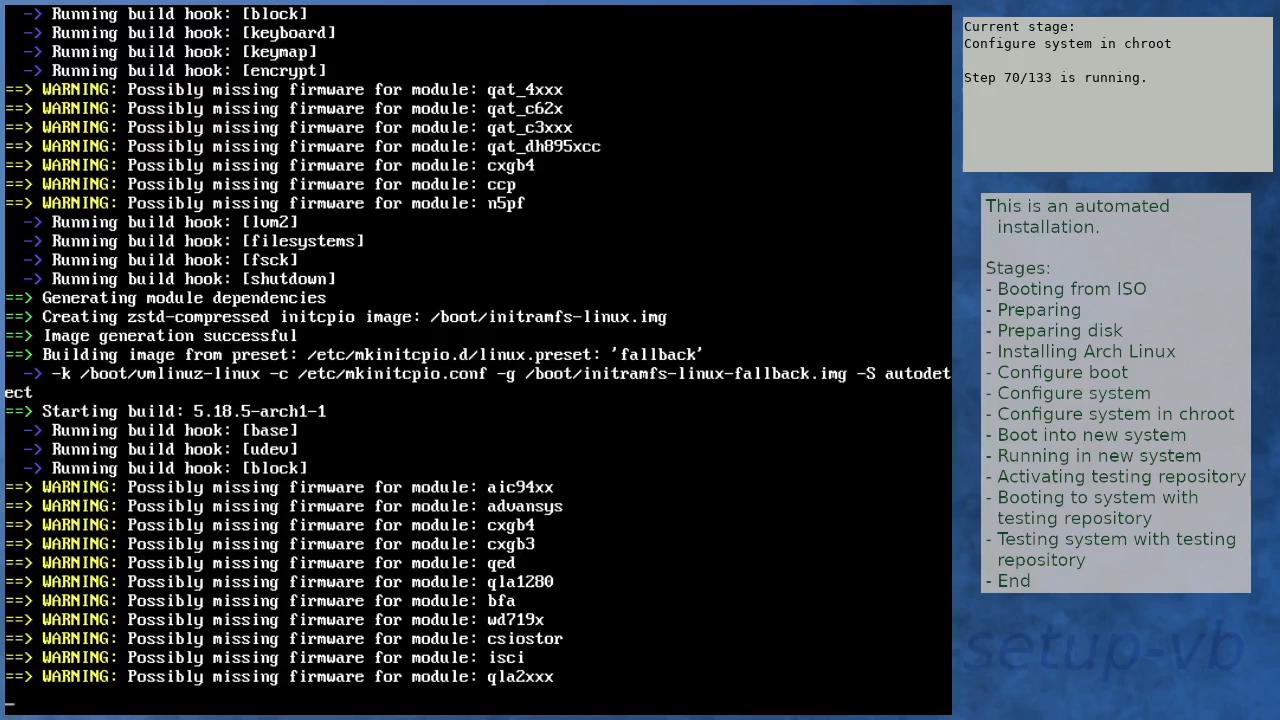 -> Running build hook: [block]
-> Running build hook: [keyboard]
-> Running build hook: [keymap]
-> Running build hook: [encrypt]
==> WARNING: Possibly missing firmware for module: qat_4xxx
==> WARNING: Possibly missing firmware for module: qat_c62x
==> WARNING: Possibly missing firmware for module: qat_c3xxx
==> WARNING: Possibly missing firmware for module: qat_dh895xcc
==> WARNING: Possibly missing firmware for module: cxgb4
==> WARNING: Possibly missing firmware for module: ccp
==> WARNING: Possibly missing firmware for module: n5pf
-> Running build hook: [lvm2]
-> Running build hook: [filesystems]
-> Running build hook: [fsck]
-> Running build hook: [shutdown]
==> Generating module dependencies
==> Creating zstd-compressed initcpio image: /boot/initramfs-linux.img
==> Image generation successful
==> Building image from preset: /etc/mkinitcpio.d/linux.preset: 'fallback'
-> -k /boot/vmlinuz-linux -c /etc/mkinitcpio.conf -g /boot/initramfs-linux-fallback.img -S autodet
ect
==> Starting build: 5.18.5-arch1-1
-> Running build hook: [base]
-> Running build hook: [udev]
-> Running build hook: [block]
==> WARNING: Possibly missing firmware for module: aic94xx
==> WARNING: Possibly missing firmware for module: advansys
==> WARNING: Possibly missing firmware for module: cxgb4
==> WARNING: Possibly missing firmware for module: cxgb3
==> WARNING: Possibly missing firmware for module: qed
==> WARNING: Possibly missing firmware for module: qla1280
==> WARNING: Possibly missing firmware for module: bfa
==> WARNING: Possibly missing firmware for module: wd719x
==> WARNING: Possibly missing firmware for module: csiostor
==> WARNING: Possibly missing firmware for module: isci
==> WARNING: Possibly missing firmware for module: qla2xxx
Current stage:
Configure system in chroot
Step 70/133 is running.
This is an automated
installation.
Stages:
- Booting from ISO
- Preparing
- Preparing disk
- Installing Arch Linux
- Configure boot
- Configure system
- Configure system in chroot
- Boot into new system
- Running in new system
- Activating testing repository
- Booting to system with
testing repository
- Testing system with testing
repository
- End
-setup-vb